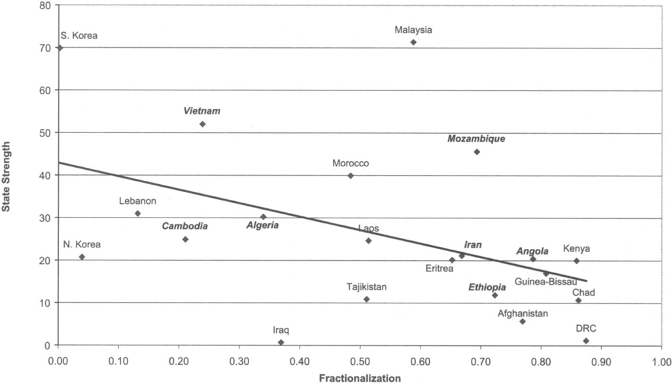 80
S. Korea
Malaysia
70
60
Vietnam
50
Mozambique
Morocco
40
State Strength
Lebanon
30
Cambodia
Algeria
Laos
Iran
Angola
Kenya
N. Korea
20
Eritrea
Guinea-Bissau
Tajikistan
Ethiopia
Chad
10
Afghanistan
Iraq
DRC
0
0.00 0.10 0.20 0.30 0.40 0.50 0.60 0.70 0.80 0.90 1.00
Fractionalization